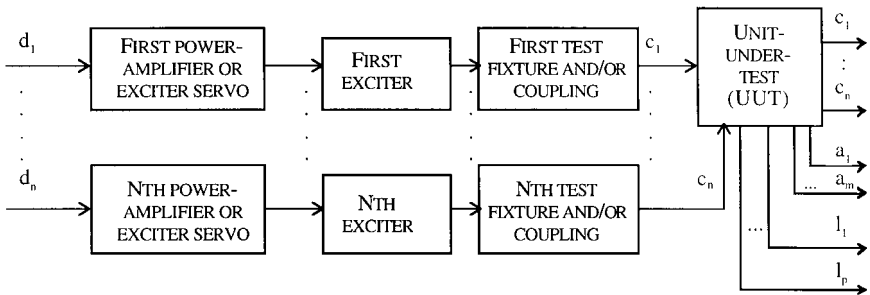 d1
FIRST POWER-
AMPLIFIER OR
EXCITER SERVO
FIRST
EXCITER
FIRST TEST
FIXTURE AND/OR
COUPLING
c1
UNIT-
UNDER-
TEST
(UUT)
c1
:
cn
a1
... am
dn
NTH POWER-
AMPLIFIER OR
EXCITER SERVO
NTH
EXCITER
NTH TEST
FIXTURE AND/OR
COUPLING
cn
...
l1
lp